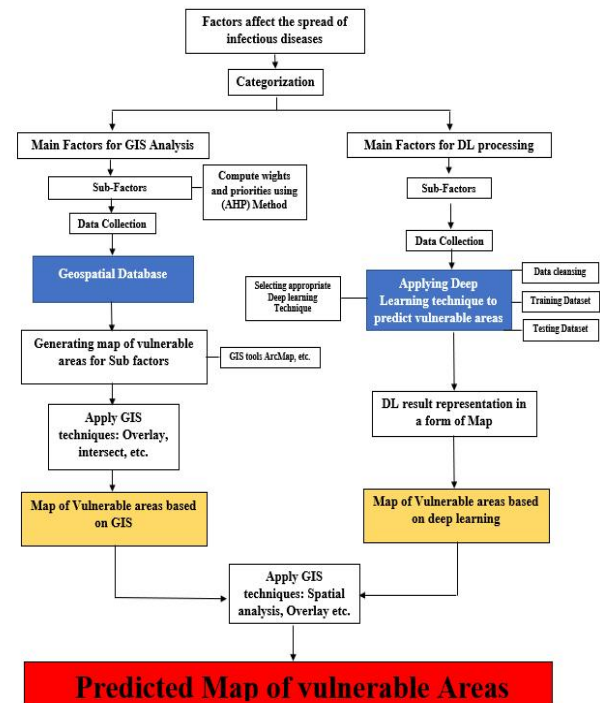 Factors affect the spread of
infectious diseases
Categorization
Main Factors for GIS Analysis
Sub-Factors
Compute wights
and priorities using
(AHP) Method
Data Collection
Geospatial Database
Generating map of vulnerable
areas for Sub factors
GIS tools ArcMap, etc.
Apply GIS
techniques: Overlay,
intersect, etc.
Map of Vulnerable areas based
on GIS
Main Factors for DL processing
Sub-Factors
Data Collection
Selecting appropriate
Deep learning
Technique
Applying Deep
Learning technique to
predict vulnerable areas
Data cleansing
Training Dataset
Testing Dataset
DL result representation in
a form of Map
Map of Vulnerable areas based
on deep learning
Apply GIS
techniques: Spatial
analysis, Overlay etc.
Predicted Map of vulnerable Areas